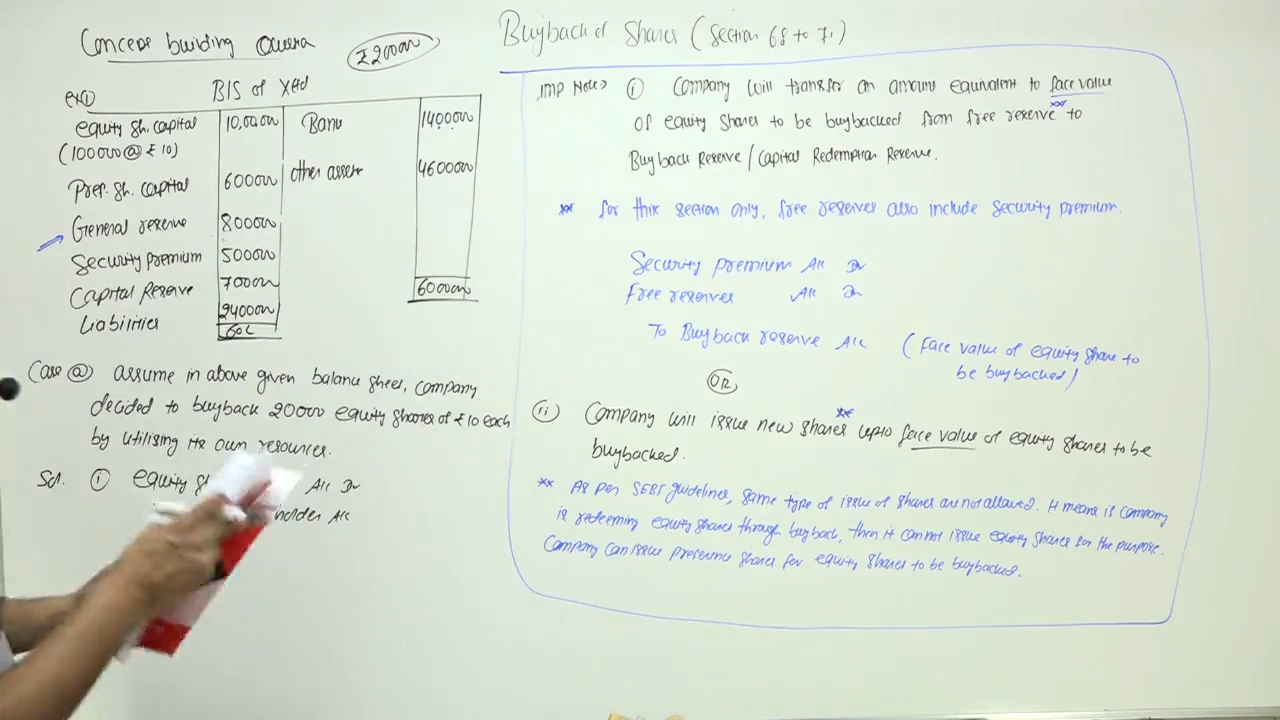 Concept building Ques
₹200000
ex(1) B/S of X Ltd
equity sh. capital 10,00,000 Bank 1400000
(100000 @ ₹10)
Pref. sh. capital 600000 other assets 4600000
General reserve 800000
Security premium 500000
Capital Reserve 700000 6000000
Liabilities 2400000
60L
Case (a) assume in above given balance sheet, company
decided to buyback 20000 equity shares of ₹10 each
by utilising its own resources.
Sol. (i) equity A/c Dr
A/c
Buyback of Shares (Section 68 to 71)
IMP Notes (i) Company will transfer an amount equivalent to face value
**
of equity shares to be buybacked from free reserve to
Buyback Reserve / Capital Redemption Reserve.
** for this section only, free reserves also include security premium.
Security premium A/c Dr
Free reserves A/c Dr
To Buyback reserve A/c (Face value of equity share to
be buybacked)
OR
(ii) Company will issue new shares** upto face value of equity shares to be
buybacked.
** As per SEBI guidelines, same type of issue of shares are not allowed. It means if company
is redeeming equity shares through buyback, then it cannot issue equity shares for the purpose.
Company can issue preference shares for equity shares to be buybacked.